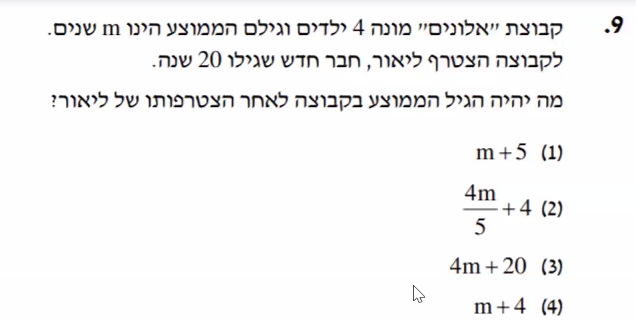 9. קבוצת "אלונים" מונה 4 ילדים וגילם הממוצע הינו m שנים.
לקבוצה הצטרף ליאור, חבר חדש שגילו 20 שנה.
מה יהיה הגיל הממוצע בקבוצה לאחר הצטרפותו של ליאור?
(1) m+5
(2) 4m/5 + 4
(3) 4m+20
(4) m+4